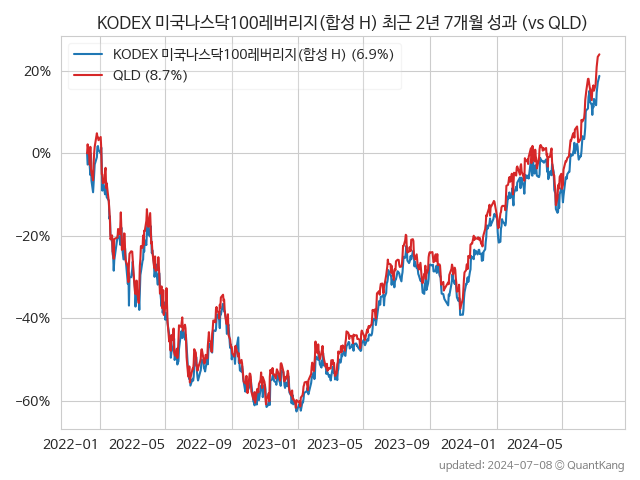 KODEX 미국나스닥100레버리지(합성 H) 최근 2년 7개월 성과 (vs QLD)
KODEX 미국나스닥100레버리지(합성 H) (6.9%)
QLD (8.7%)
20%
0%
−20%
−40%
−60%
2022-01 2022-05 2022-09 2023-01 2023-05 2023-09 2024-01 2024-05
updated: 2024-07-08 © QuantKang